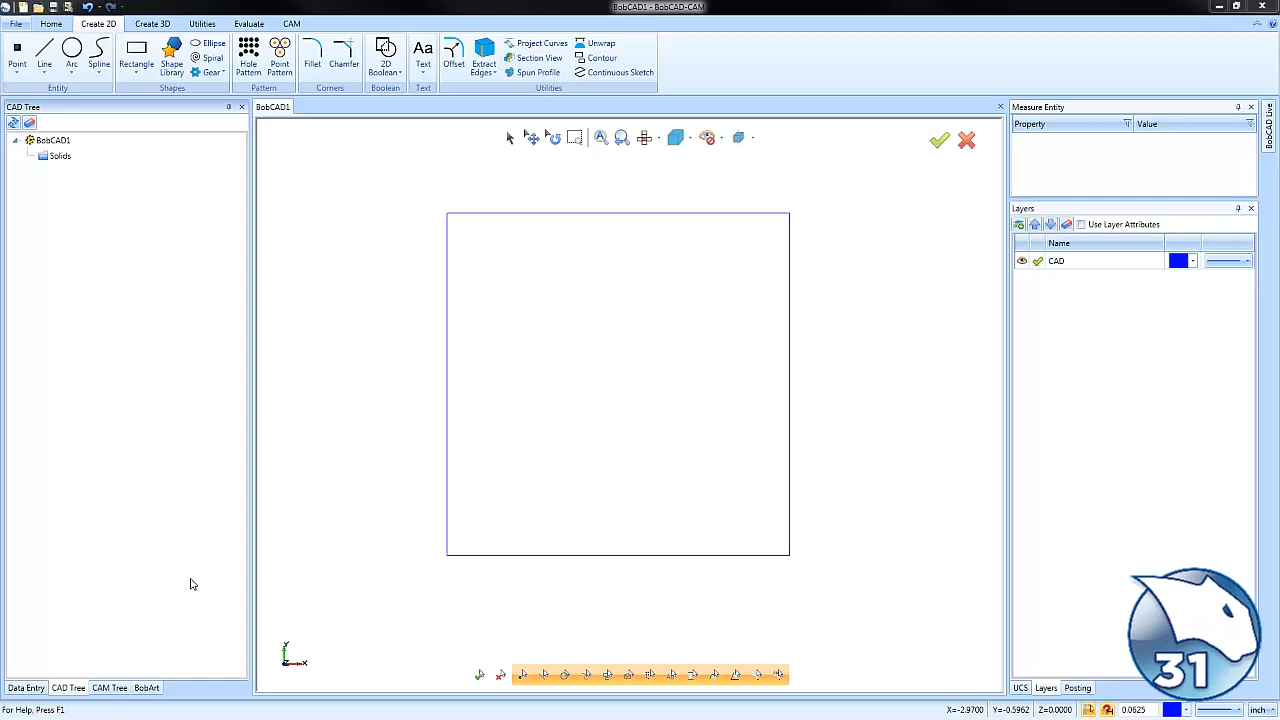 BobCAD1 - BobCAD-CAM
File Home Create 2D Create 3D Utilities Evaluate CAM
Point Line Arc Spline Rectangle Shape Library Ellipse Spiral Gear Hole Pattern Point Pattern Fillet Chamfer 2D Boolean Text Offset Extract Edges Project Curves Section View Spun Profile Unwrap Contour Continuous Sketch
Aa
Entity Shapes Pattern Corners Boolean Text Utilities
CAD Tree
BobCAD1
Measure Entity
BobCAD Live
Property Value
BobCAD1
Solids
Layers
Use Layer Attributes
Name
CAD
Y
X
Z
31
Data Entry CAD Tree CAM Tree BobArt
UCS Layers Posting
For Help, Press F1
X=-2.9700 Y=-0.5962 Z=0.0000 0.0625 inch